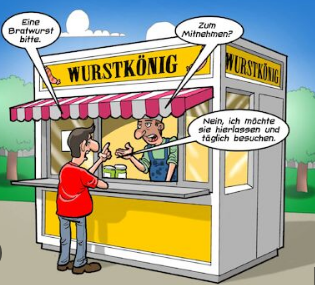 Eine
Bratwurst
bitte.
Zum
Mitnehmen?
WURSTKÖNIG
WURSTKÖNIG
Nein, ich möchte
sie hierlassen und
täglich besuchen.